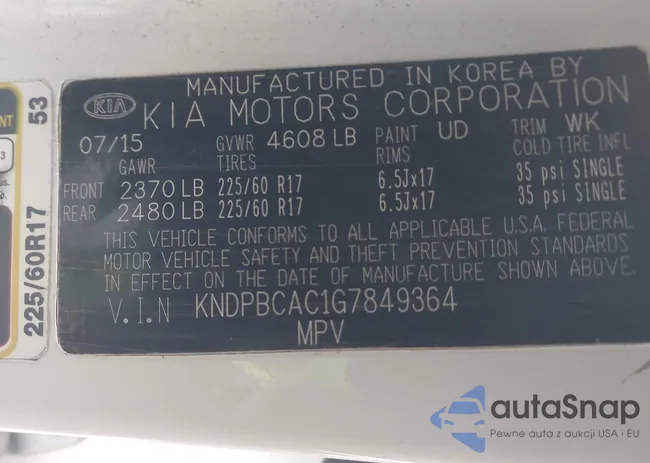 MANUFACTURED IN KOREA BY
KIA KIA MOTORS CORPORATION
07/15 GVWR 4608 LB PAINT UD TRIM WK
GAWR TIRES RIMS COLD TIRE INFL
FRONT 2370 LB 225/60 R17 6.5Jx17 35 psi SINGLE
REAR 2480 LB 225/60 R17 6.5Jx17 35 psi SINGLE
THIS VEHICLE CONFORMS TO ALL APPLICABLE U.S.A. FEDERAL
MOTOR VEHICLE SAFETY AND THEFT PREVENTION STANDARDS
IN EFFECT ON THE DATE OF MANUFACTURE SHOWN ABOVE.
V.I.N KNDPBCAC1G7849364
MPV
225/60R17 53
3
autaSnap
Pewne auta z aukcji USA i EU